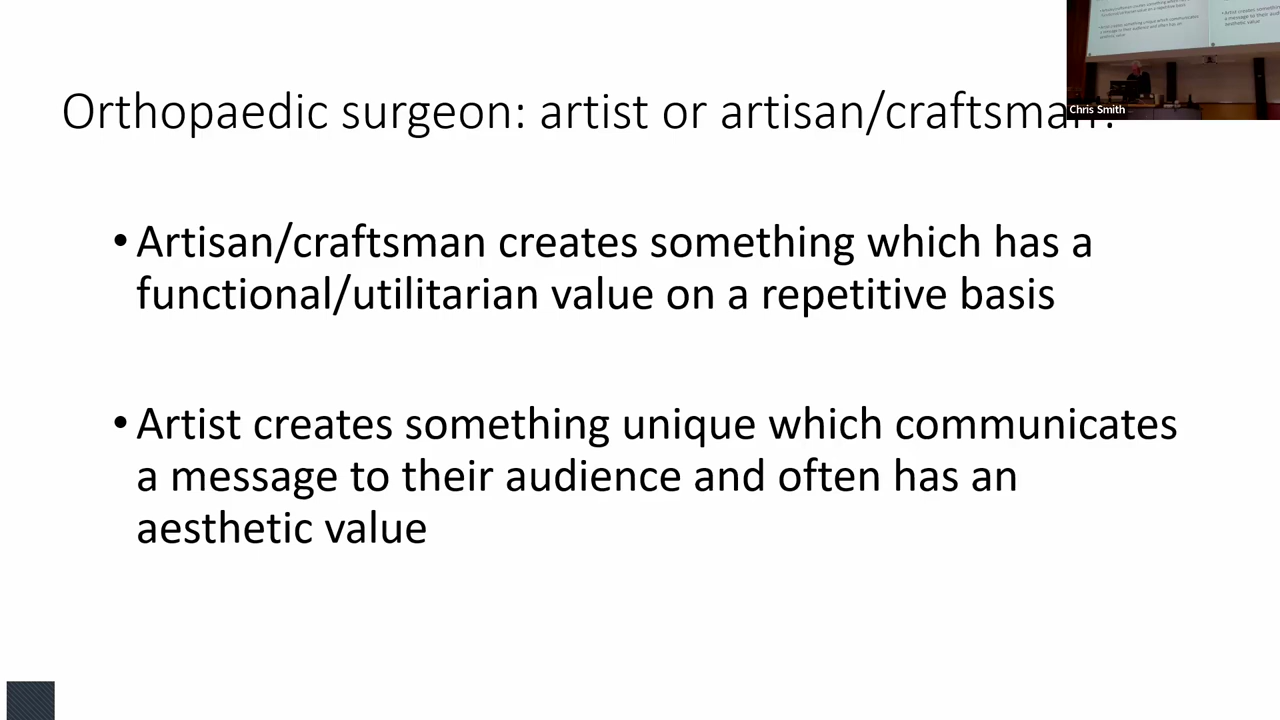 Orthopaedic surgeon: artist or artisan/craftsman?
Chris Smith
• Artisan/craftsman creates something which has a
functional/utilitarian value on a repetitive basis
• Artist creates something unique which communicates
a message to their audience and often has an
aesthetic value